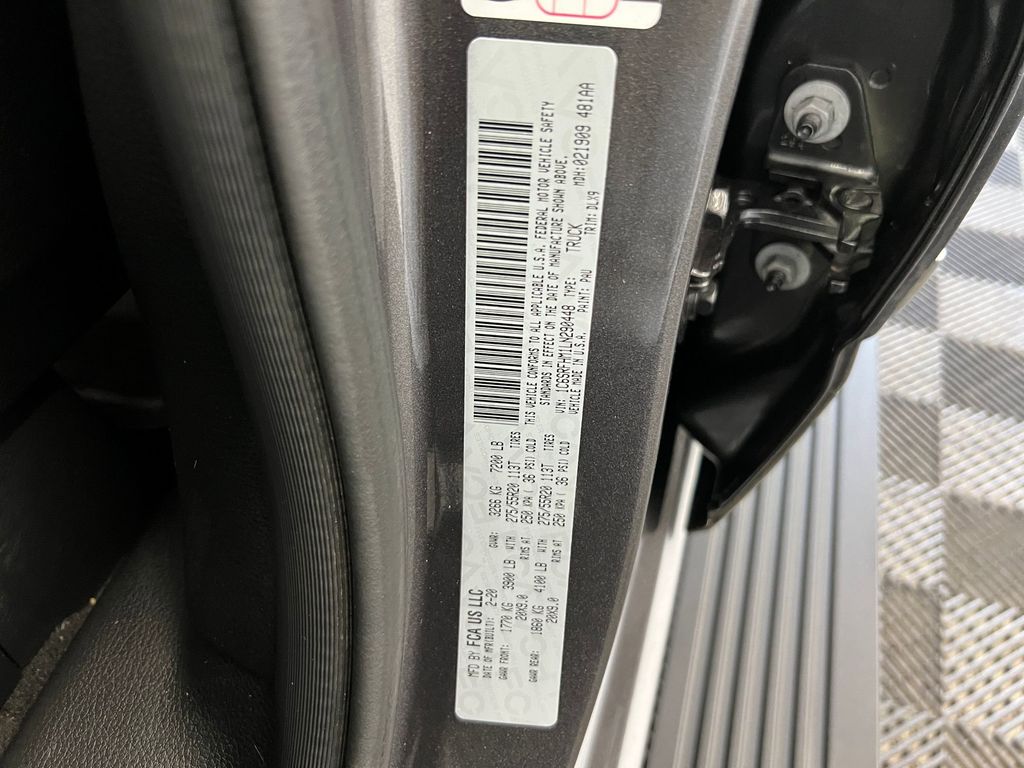 MFD BY FCA US LLC
DATE OF MFR(BUILT): 2-20 GVWR: 3266 KG 7200 LB
GAWR FRONT: 1770 KG 3900 LB WITH 275/55R20 113T TIRES
20X9.0 RIMS AT 250 KPA( 36 PSI) COLD
GAWR REAR: 1860 KG 4100 LB WITH 275/55R20 113T TIRES
20X9.0 RIMS AT 250 KPA( 36 PSI) COLD
THIS VEHICLE CONFORMS TO ALL APPLICABLE U.S.A. FEDERAL MOTOR VEHICLE SAFETY
STANDARDS IN EFFECT ON THE DATE OF MANUFACTURE SHOWN ABOVE.
VIN: 1C6SRFHM1LN290448 TYPE: TRUCK MDH:021909 481AA
VEHICLE MADE IN U.S.A. PAINT: PAU TRIM: DLX9